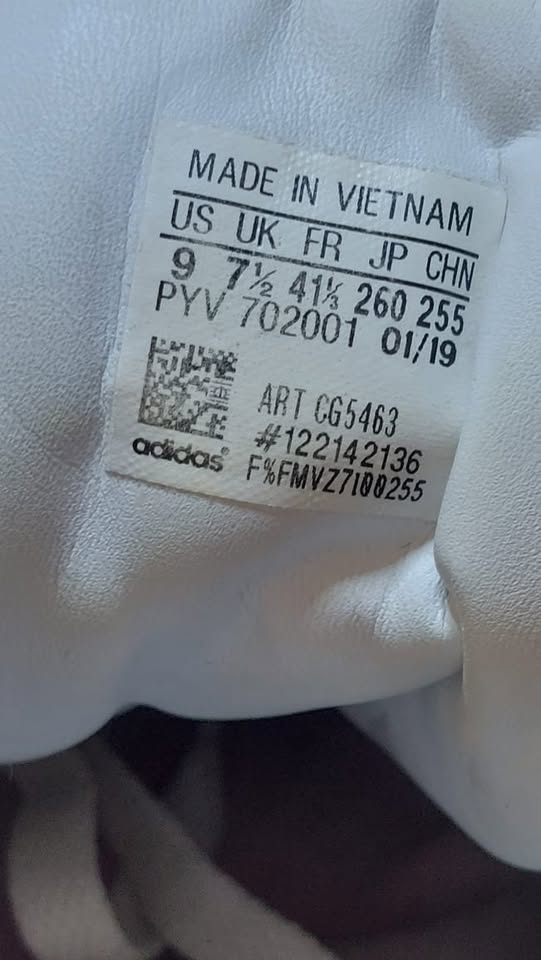 MADE IN VIETNAM
US UK FR JP CHN
9 7½ 41⅓ 260 255
PYV 702001 01/19
ART CG5463
#122142136
adidas® F%FMVZ7I00255